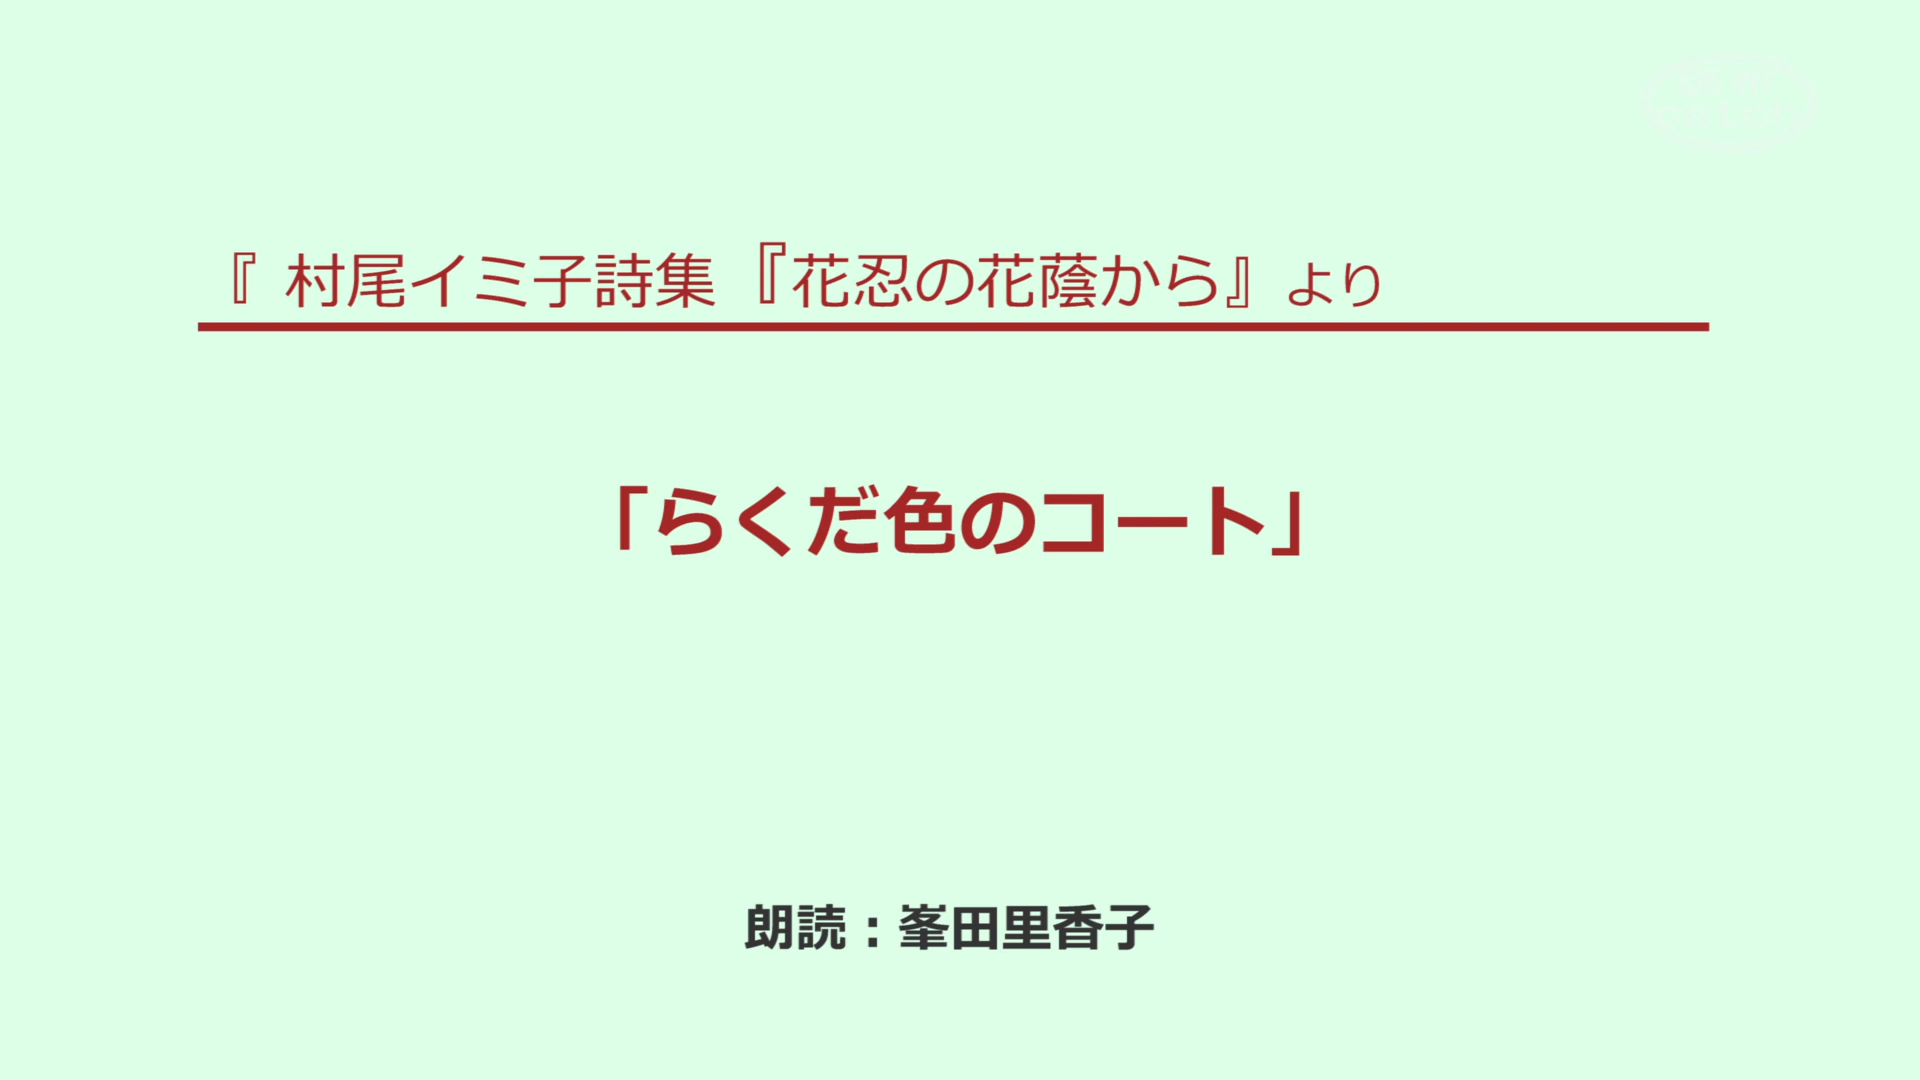 『 村尾イミ子詩集『花忍の花蔭から』より
「らくだ色のコート」
朗読：峯田里香子